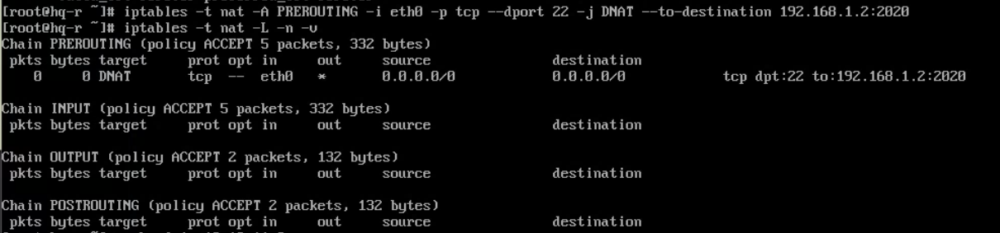 [root@hq-r ~]# iptables -t nat -A PREROUTING -i eth0 -p tcp --dport 22 -j DNAT --to-destination 192.168.1.2:2020
[root@hq-r ~]# iptables -t nat -L -n -v
Chain PREROUTING (policy ACCEPT 5 packets, 332 bytes)
pkts bytes target prot opt in out source destination
0 0 DNAT tcp -- eth0 * 0.0.0.0/0 0.0.0.0/0 tcp dpt:22 to:192.168.1.2:2020
Chain INPUT (policy ACCEPT 5 packets, 332 bytes)
pkts bytes target prot opt in out source destination
Chain OUTPUT (policy ACCEPT 2 packets, 132 bytes)
pkts bytes target prot opt in out source destination
Chain POSTROUTING (policy ACCEPT 2 packets, 132 bytes)
pkts bytes target prot opt in out source destination